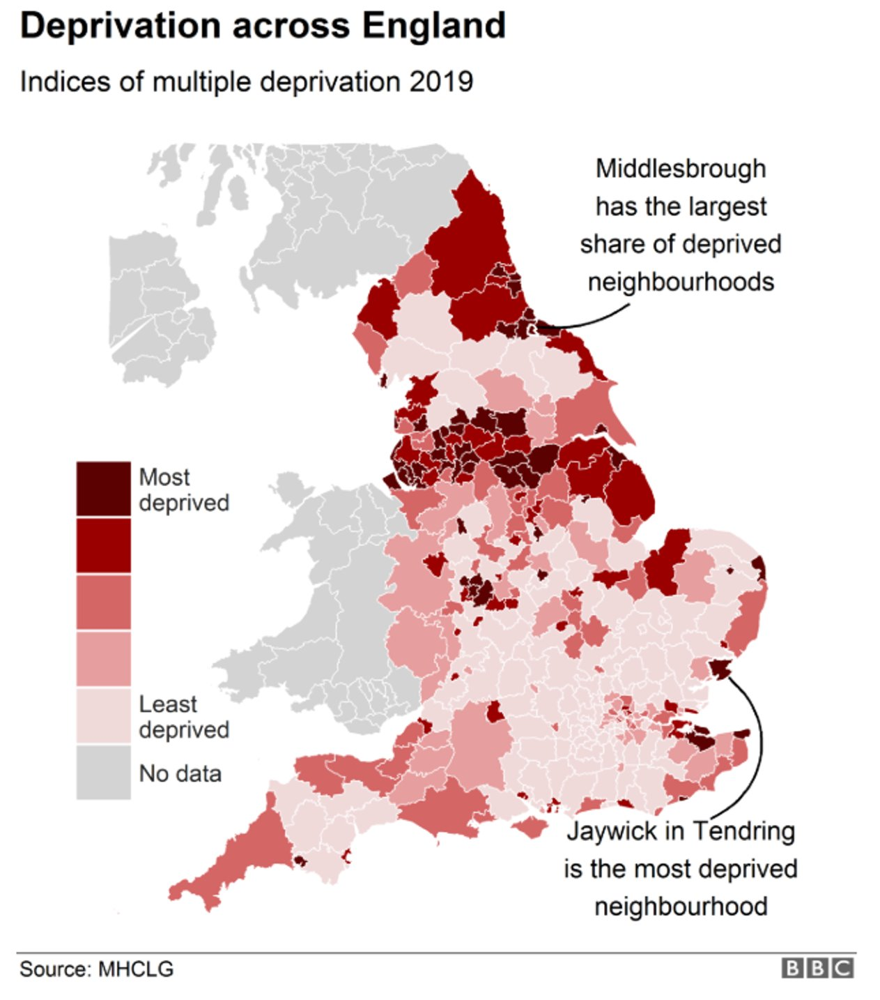 Deprivation across England
Indices of multiple deprivation 2019
Middlesbrough
has the largest
share of deprived
neighbourhoods
Most
deprived
Least
deprived
No data
Jaywick in Tendring
is the most deprived
neighbourhood
Source: MHCLG
BBC